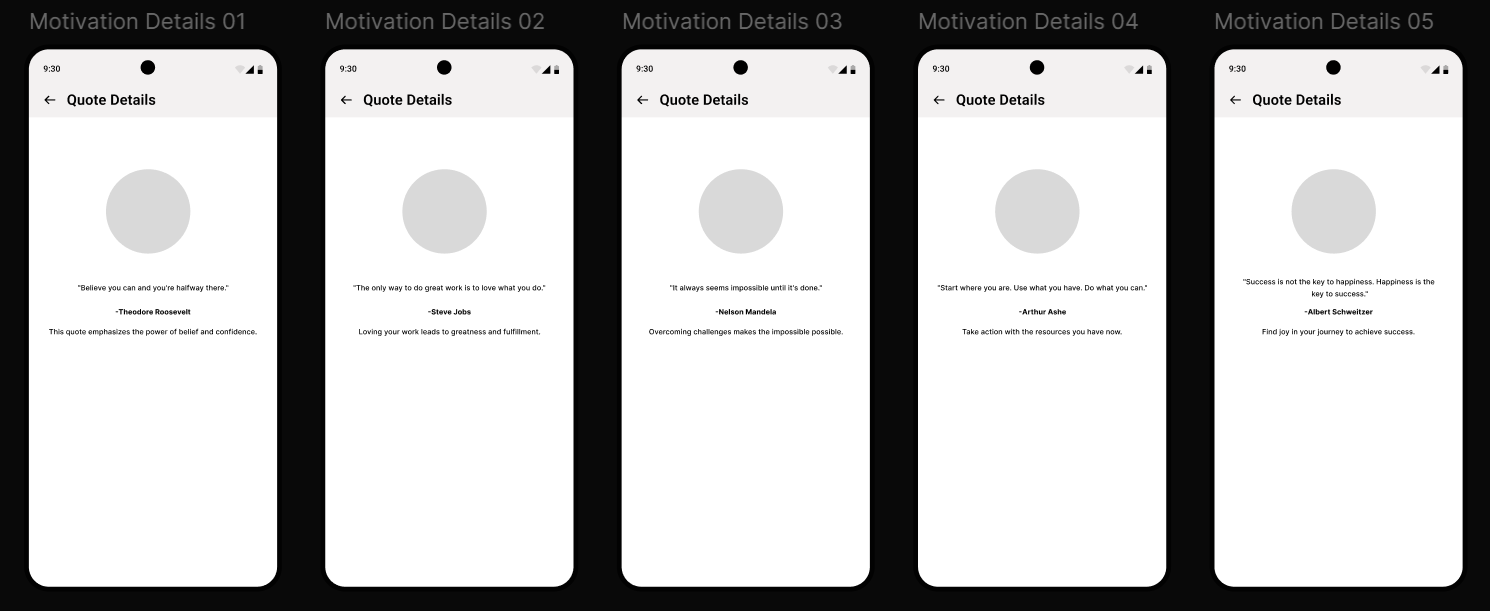 Motivation Details 01
9:30
Quote Details
"Believe you can and you're halfway there."
-Theodore Roosevelt
This quote emphasizes the power of belief and confidence.
Motivation Details 02
9:30
Quote Details
"The only way to do great work is to love what you do."
-Steve Jobs
Loving your work leads to greatness and fulfillment.
Motivation Details 03
9:30
Quote Details
"It always seems impossible until it's done."
-Nelson Mandela
Overcoming challenges makes the impossible possible.
Motivation Details 04
9:30
Quote Details
"Start where you are. Use what you have. Do what you can."
-Arthur Ashe
Take action with the resources you have now.
Motivation Details 05
9:30
Quote Details
"Success is not the key to happiness. Happiness is the
key to success."
-Albert Schweitzer
Find joy in your journey to achieve success.